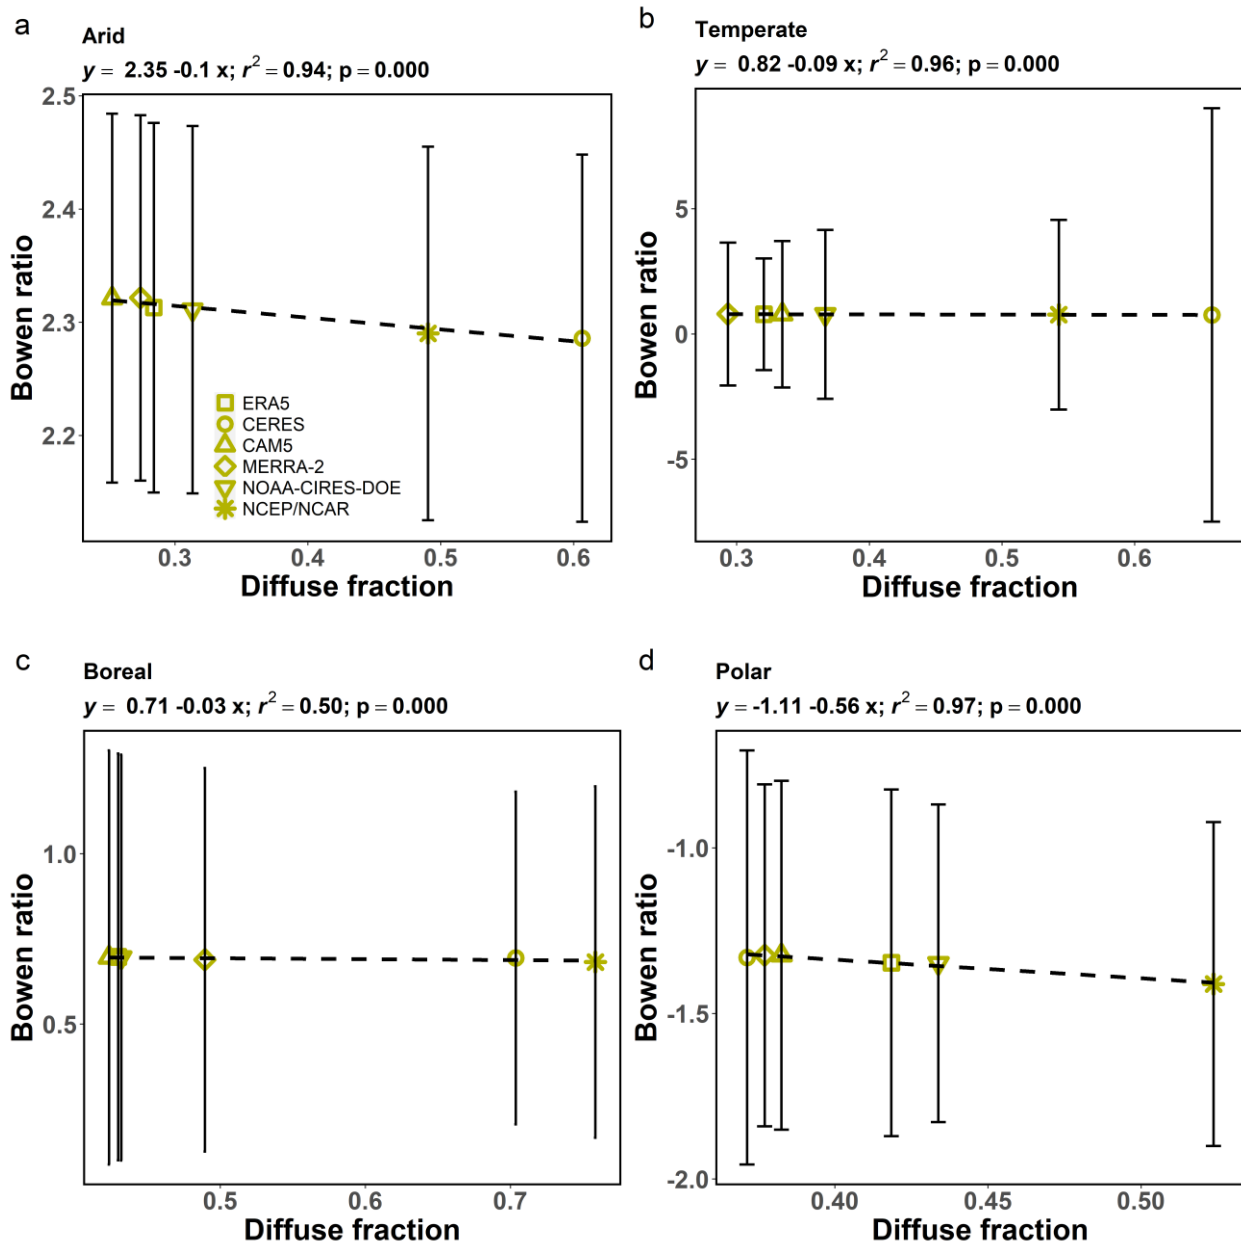 a
Arid
y = 2.35 -0.1 x; r² = 0.94; p = 0.000
Bowen ratio
2.5
2.4
2.3
2.2
ERA5
CERES
CAM5
MERRA-2
NOAA-CIRES-DOE
NCEP/NCAR
0.3 0.4 0.5 0.6
Diffuse fraction
b
Temperate
y = 0.82 -0.09 x; r² = 0.96; p = 0.000
Bowen ratio
5
0
-5
0.3 0.4 0.5 0.6
Diffuse fraction
c
Boreal
y = 0.71 -0.03 x; r² = 0.50; p = 0.000
Bowen ratio
1.0
0.5
0.5 0.6 0.7
Diffuse fraction
d
Polar
y = -1.11 -0.56 x; r² = 0.97; p = 0.000
Bowen ratio
-1.0
-1.5
-2.0
0.40 0.45 0.50
Diffuse fraction